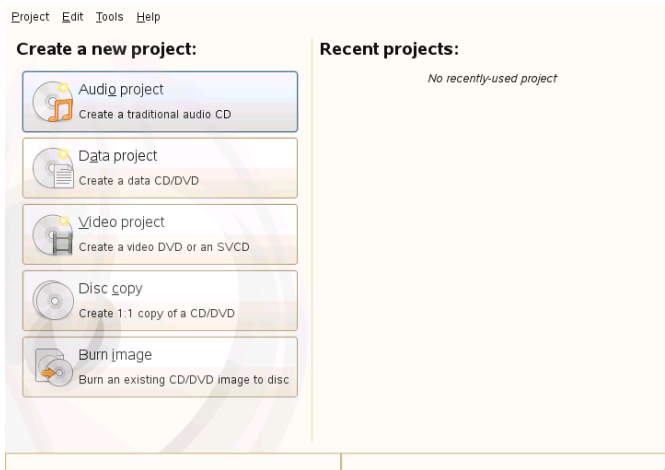 Project Edit Tools Help
Create a new project:
Audio project
Create a traditional audio CD
Data project
Create a data CD/DVD
Video project
Create a video DVD or an SVCD
Disc copy
Create 1:1 copy of a CD/DVD
Burn image
Burn an existing CD/DVD image to disc
Recent projects:
No recently-used project